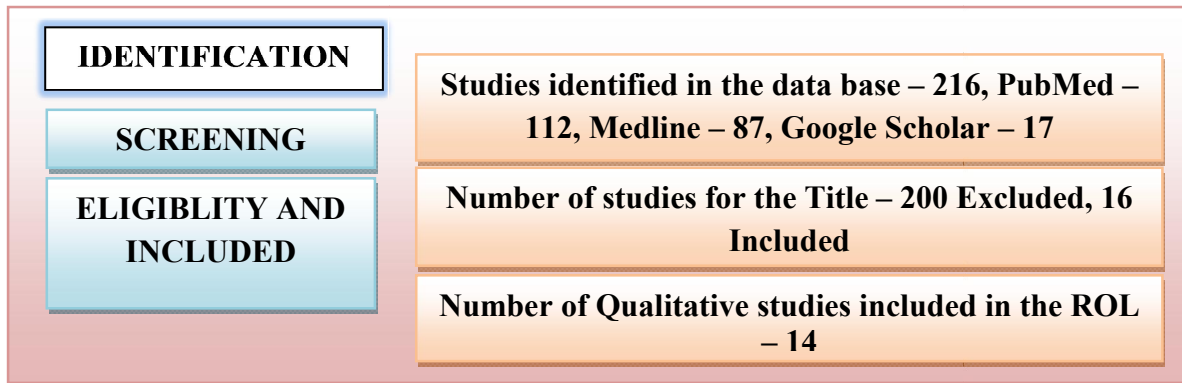 IDENTIFICATION
SCREENING
ELIGIBLITY AND
INCLUDED
Studies identified in the data base – 216, PubMed –
112, Medline – 87, Google Scholar – 17
Number of studies for the Title – 200 Excluded, 16
Included
Number of Qualitative studies included in the ROL
– 14